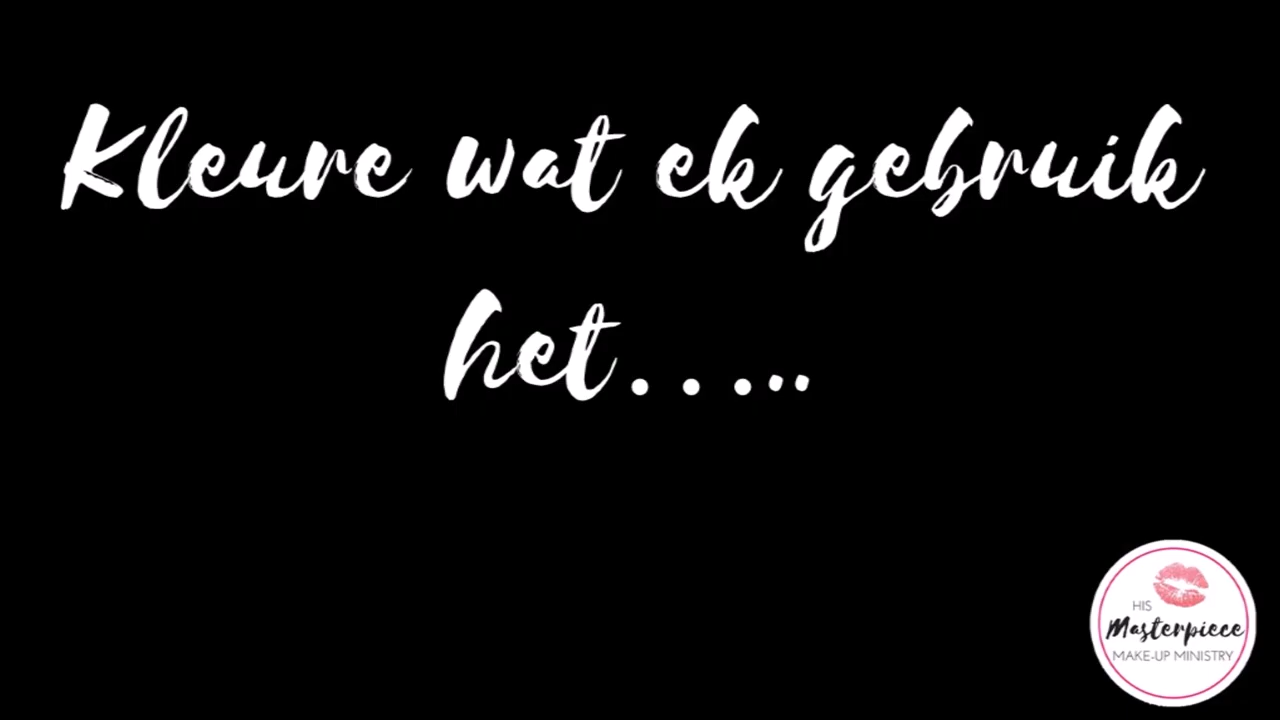 Kleure wat ek gebruik
het.....
HIS
Masterpiece
MAKE-UP MINISTRY